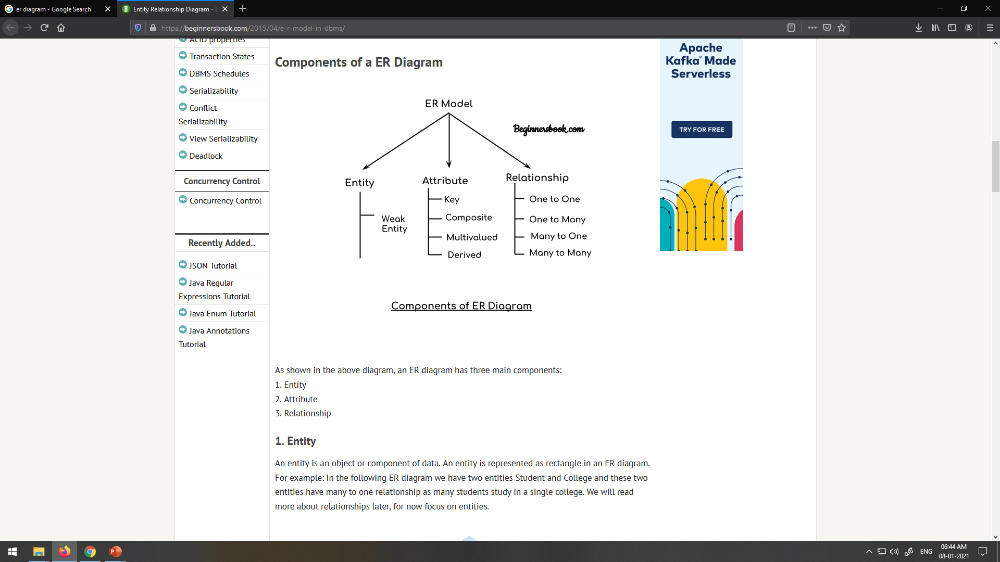 er diagram - Google Search
Entity Relationship Diagram - E
https://beginnersbook.com/2015/04/e-r-model-in-dbms/
ACID properties
Transaction States
DBMS Schedules
Serializability
Conflict
Serializability
View Serializability
Deadlock
Concurrency Control
Concurrency Control
Recently Added..
JSON Tutorial
Java Regular
Expressions Tutorial
Java Enum Tutorial
Java Annotations
Tutorial
Components of a ER Diagram
ER Model
Beginnersbook.com
Entity
Weak
Entity
Attribute
Key
Composite
Multivalued
Derived
Relationship
One to One
One to Many
Many to One
Many to Many
Components of ER Diagram
As shown in the above diagram, an ER diagram has three main components:
1. Entity
2. Attribute
3. Relationship
1. Entity
An entity is an object or component of data. An entity is represented as rectangle in an ER diagram.
For example: In the following ER diagram we have two entities Student and College and these two
entities have many to one relationship as many students study in a single college. We will read
more about relationships later, for now focus on entities.
Apache
Kafka® Made
Serverless
TRY FOR FREE
ENG
06:44 AM
08-01-2021